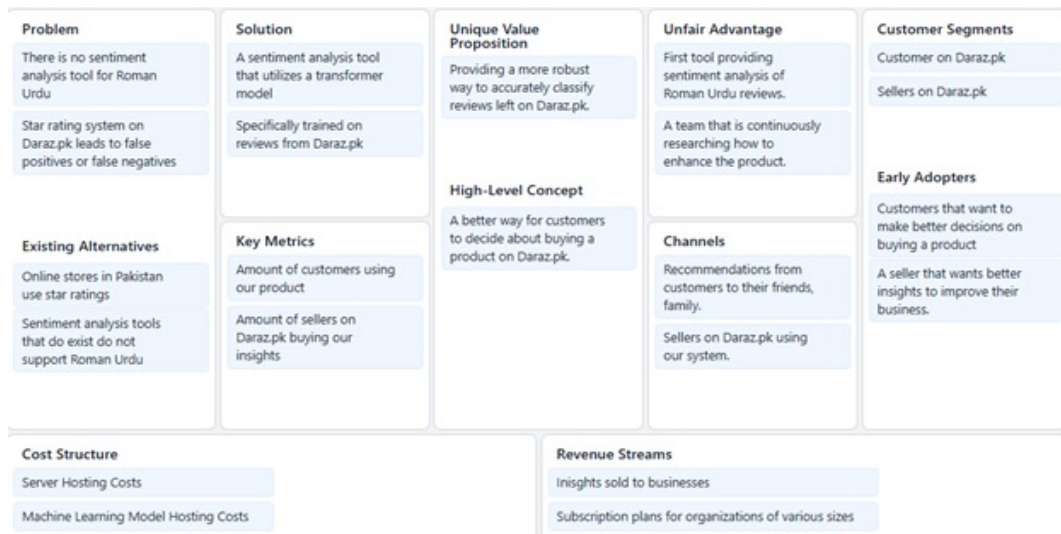 Problem
There is no sentiment
analysis tool for Roman
Urdu
Star rating system on
Daraz.pk leads to false
positives or false negatives
Existing Alternatives
Online stores in Pakistan
use star ratings
Sentiment analysis tools
that do exist do not
support Roman Urdu
Solution
A sentiment analysis tool
that utilizes a transformer
model
Specifically trained on
reviews from Daraz.pk
Key Metrics
Amount of customers using
our product
Amount of sellers on
Daraz.pk buying our
insights
Unique Value
Proposition
Providing a more robust
way to accurately classify
reviews left on Daraz.pk.
High-Level Concept
A better way for customers
to decide about buying a
product on Daraz.pk.
Unfair Advantage
First tool providing
sentiment analysis of
Roman Urdu reviews.
A team that is continuously
researching how to
enhance the product.
Channels
Recommendations from
customers to their friends,
family.
Sellers on Daraz.pk using
our system.
Customer Segments
Customer on Daraz.pk
Sellers on Daraz.pk
Early Adopters
Customers that want to
make better decisions on
buying a product
A seller that wants better
insights to improve their
business.
Cost Structure
Server Hosting Costs
Machine Learning Model Hosting Costs
Revenue Streams
Inisghts sold to businesses
Subscription plans for organizations of various sizes